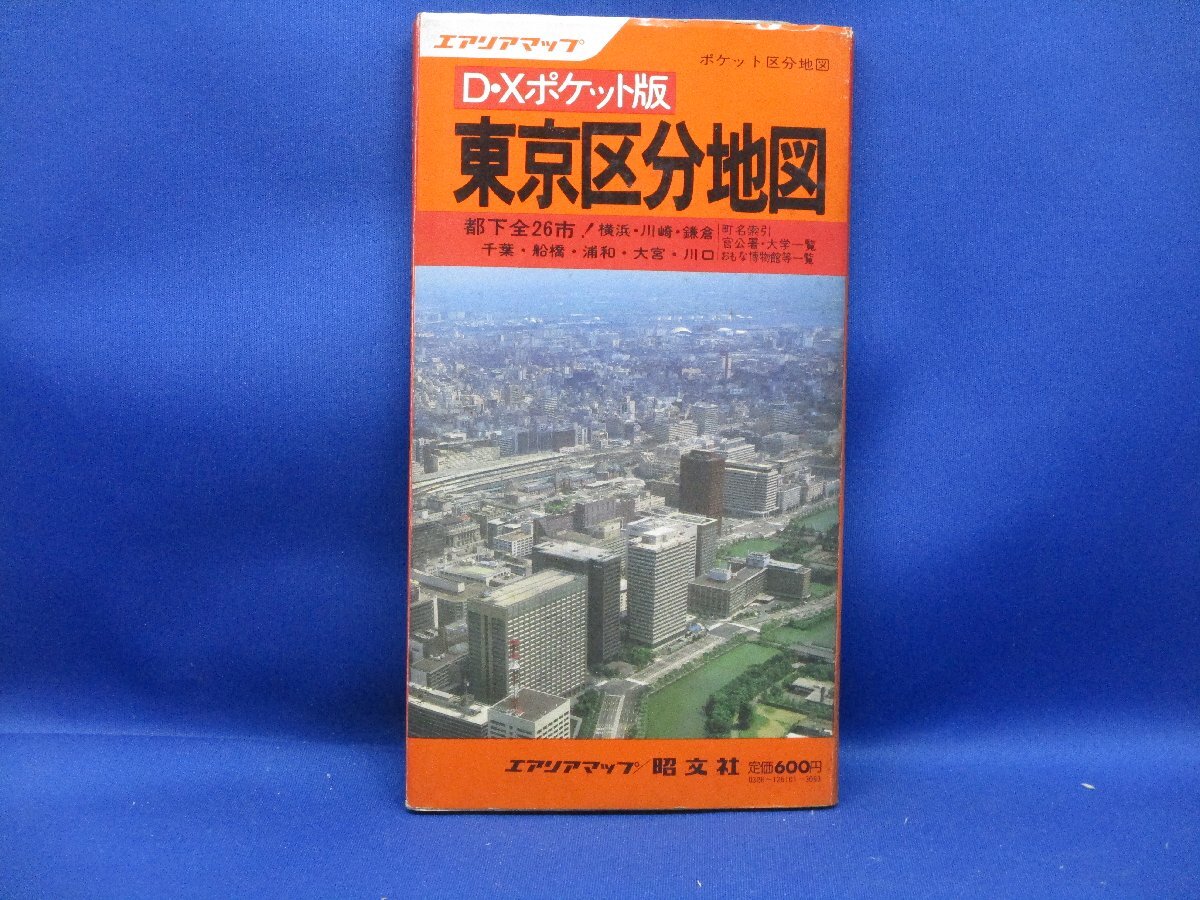 エアリアマップ
ポケット区分地図
D・Xポケット版
東京区分地図
都下全26市!横浜・川崎・鎌倉
千葉・船橋・浦和・大宮・川口
町名索引
官公署・大学一覧
おもな博物館等一覧
エアリアマップ/昭文社 定価600円